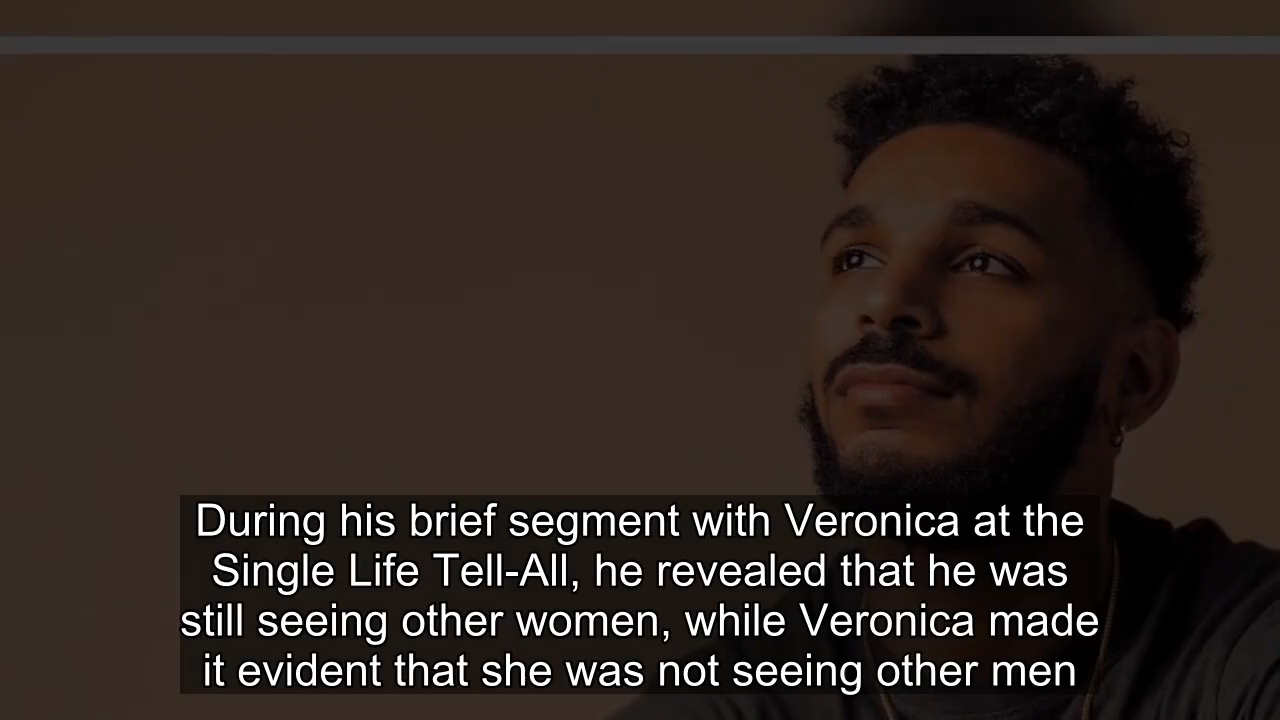 During his brief segment with Veronica at the
Single Life Tell-All, he revealed that he was
still seeing other women, while Veronica made
it evident that she was not seeing other men